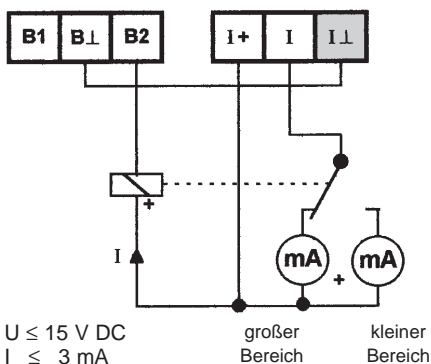 B1 B⊥ B2 I+ I I⊥
+
I
mA + mA
U ≤ 15 V DC
I ≤ 3 mA
großer Bereich
kleiner Bereich